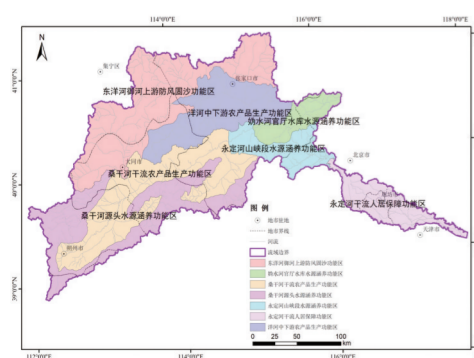 114°0'E 116°0'E 118°0'E
N
集宁区
41°0'N
张家口市
东洋河御河上游防风固沙功能区
洋河中下游农产品生产功能区
妫水河官厅水库水源涵养功能区
永定河山峡段水源涵养功能区
北京市
大同市
40°0'N
桑干河干流农产品生产功能区
永定河干流人居保障功能区
桑干河源头水源涵养功能区
天津市
朔州市
39°0'N
图 例
地市驻地
地市界线
河流
流域边界
东洋河御河上游防风固沙功能区
妫水河官厅水库水源涵养功能区
桑干河干流农产品生产功能区
桑干河源头水源涵养功能区
永定河山峡段水源涵养功能区
永定河干流人居保障功能区
洋河中下游农产品生产功能区
0 25 50 100
km
112°0'E 114°0'E 116°0'E